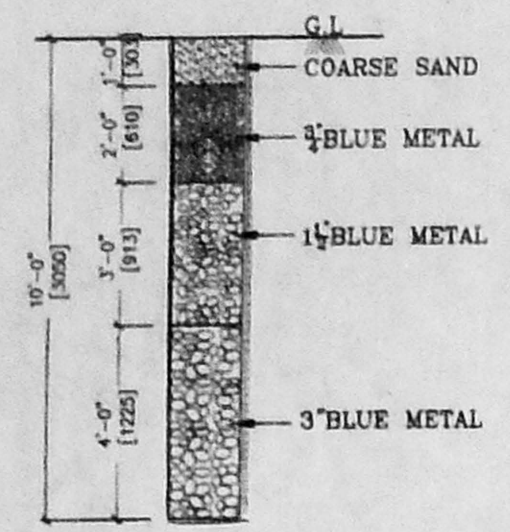 G.L
COARSE SAND
3/4"BLUE METAL
1½"BLUE METAL
3"BLUE METAL
1'-0"
[303]
2'-0"
[610]
3'-0"
[913]
4'-0"
[1225]
10'-0"
[3050]